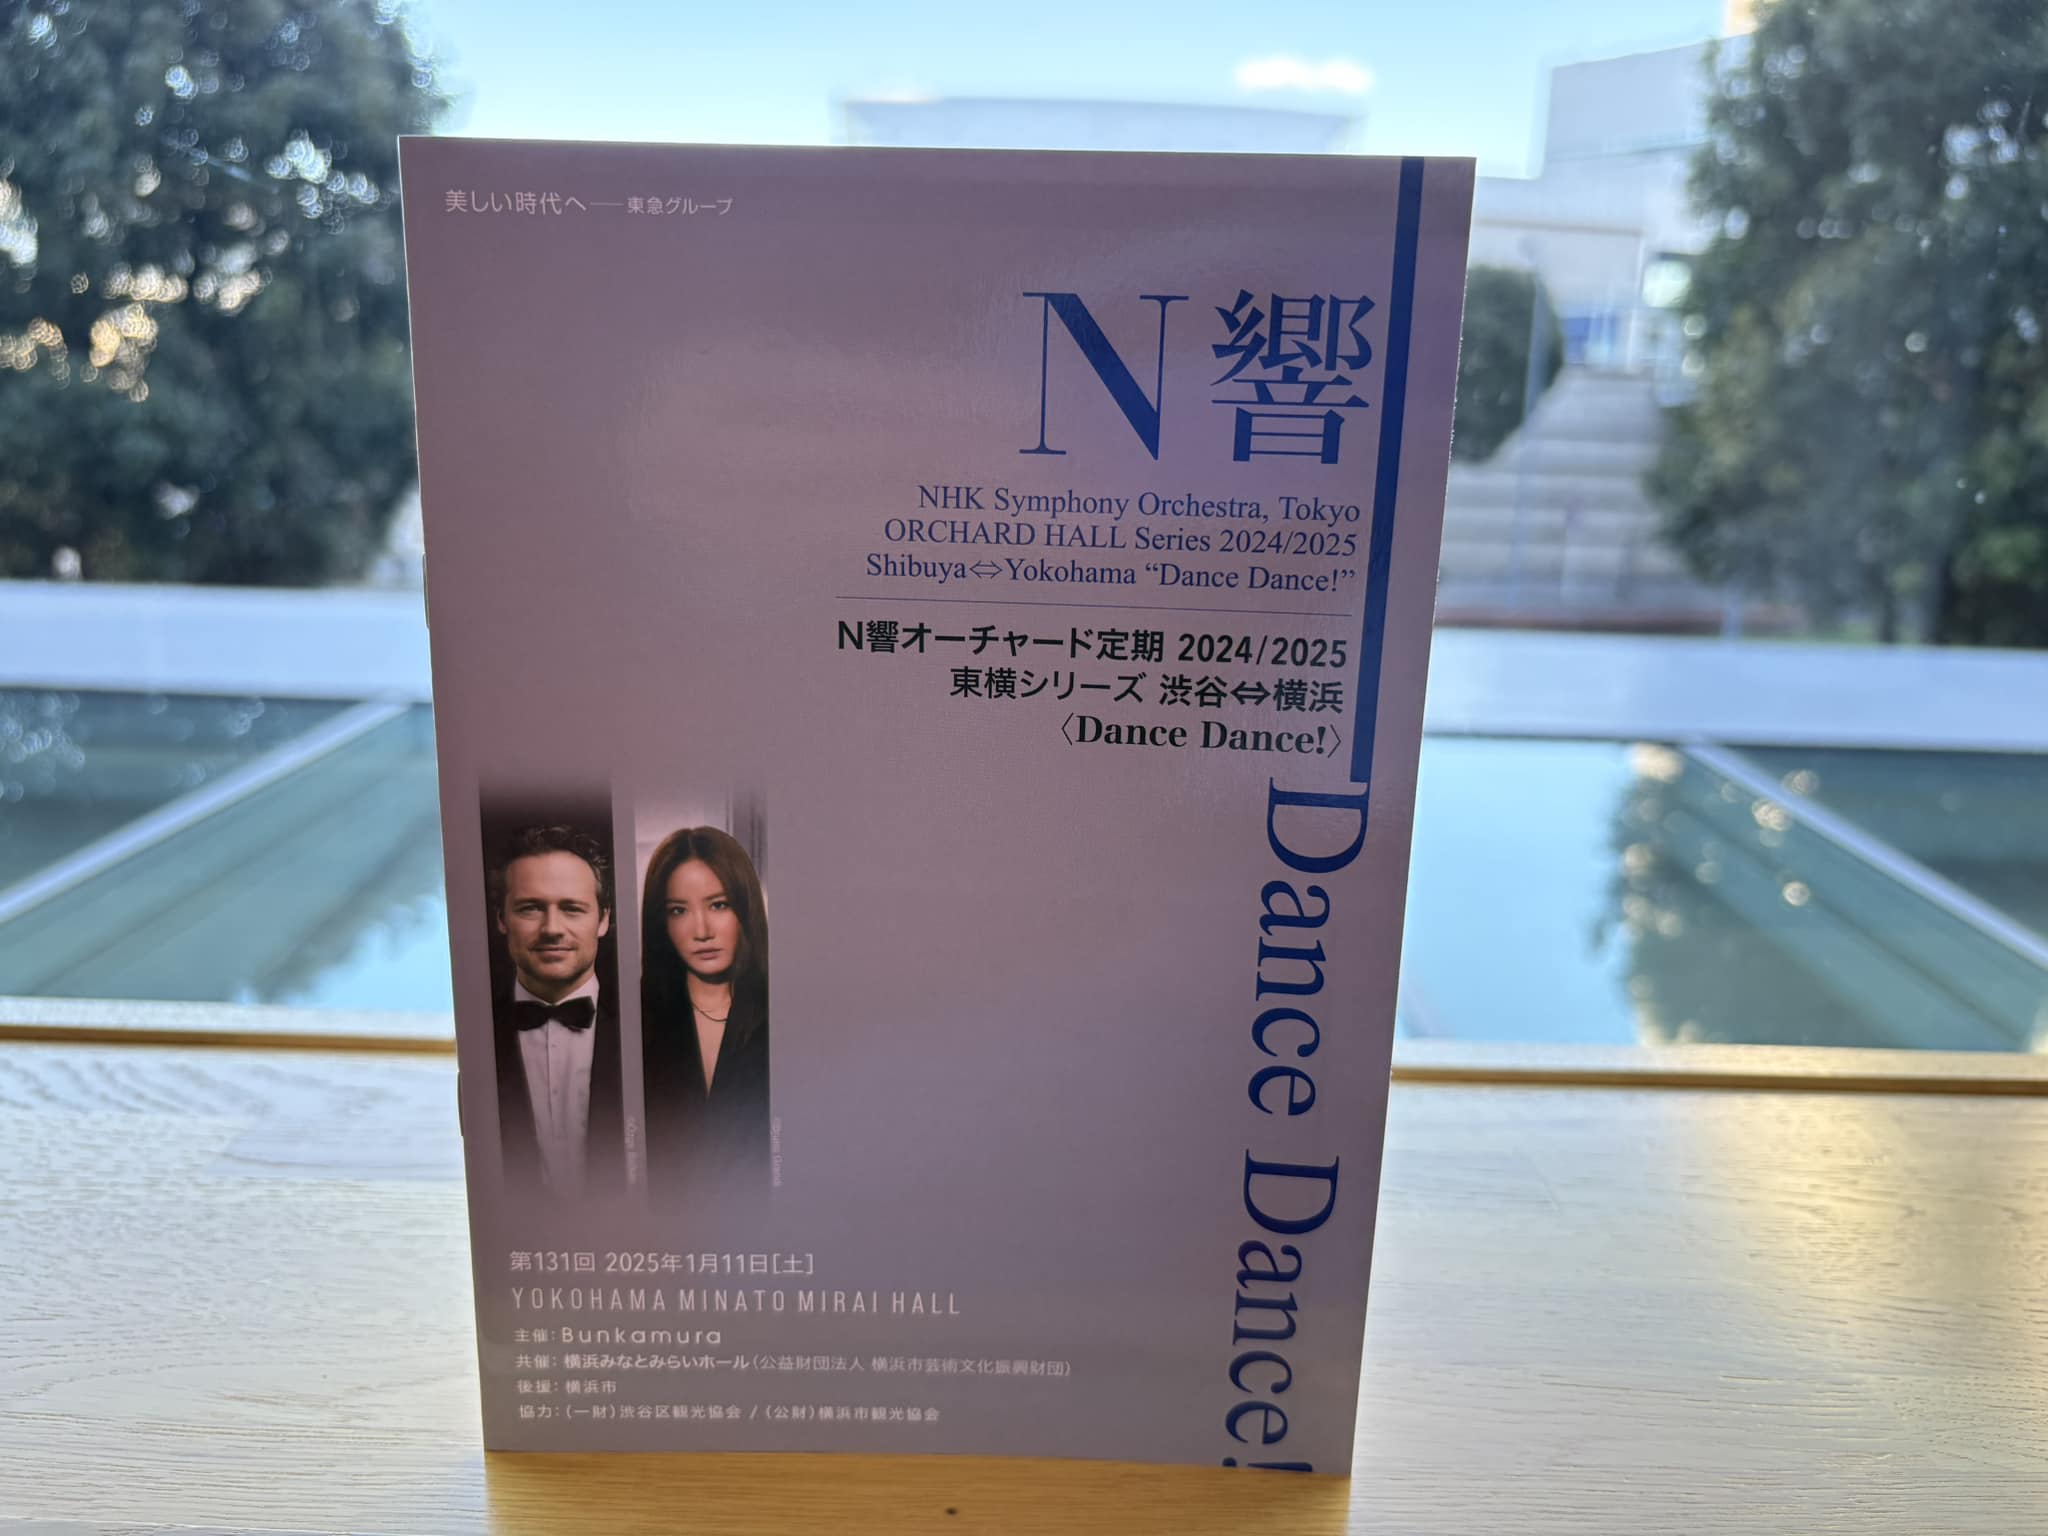 美しい時代へ——東急グループ
N響
NHK Symphony Orchestra, Tokyo
ORCHARD HALL Series 2024/2025
Shibuya⇔Yokohama “Dance Dance!”
N響オーチャード定期 2024/2025
東横シリーズ 渋谷⇔横浜
〈Dance Dance!〉
Dance Dance!
第131回 2025年1月11日[土]
YOKOHAMA MINATO MIRAI HALL
主催：Bunkamura
共催：横浜みなとみらいホール（公益財団法人 横浜市芸術文化振興財団）
後援：横浜市
協力：（一財）渋谷区観光協会 /（公財）横浜市観光協会